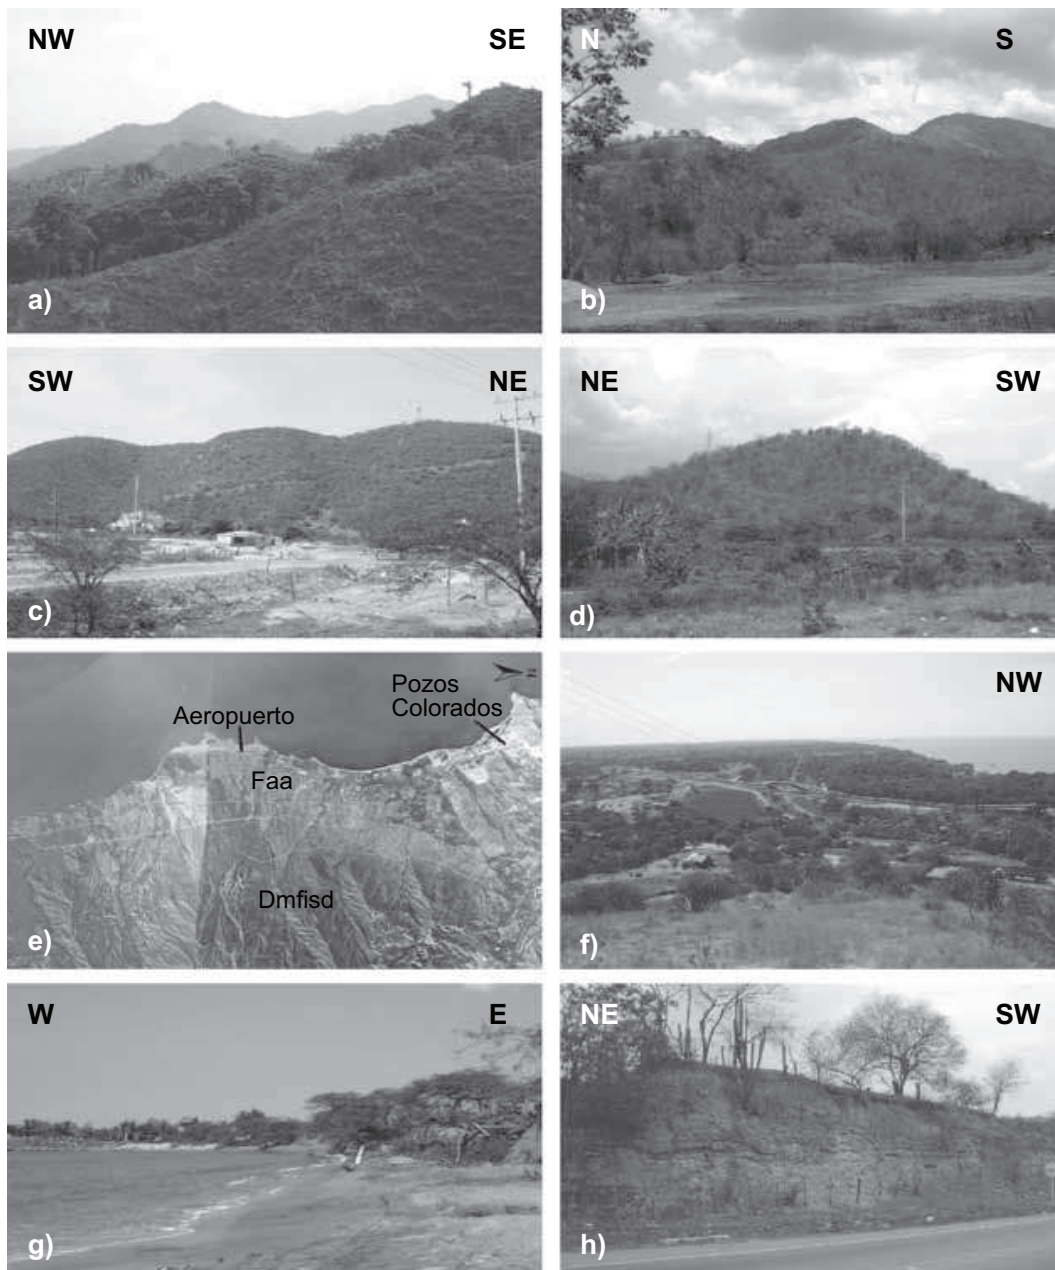 NW SE
a)
N S
b)
SW NE
c)
NE SW
d)
Pozos
Colorados
Aeropuerto
Faa
Dmfisd
e)
NW
f)
W E
g)
NE SW
h)